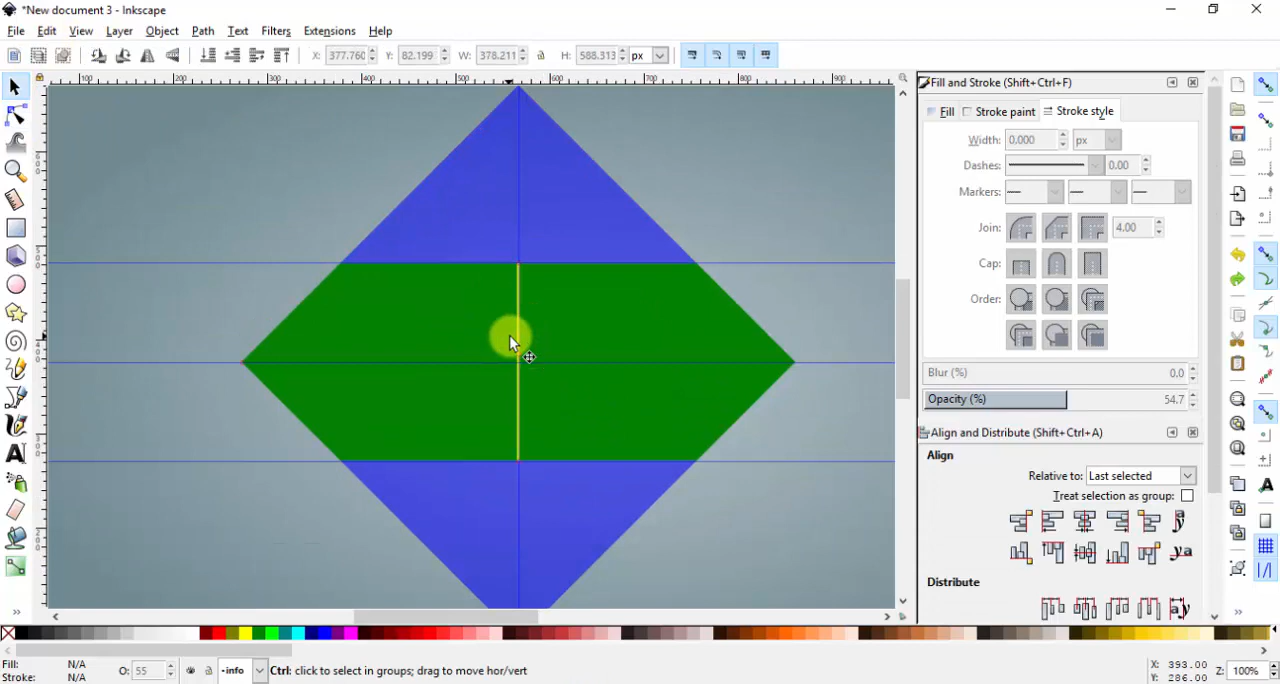 *New document 3 - Inkscape
File Edit View Layer Object Path Text Filters Extensions Help
X: 377.760 Y: 82.199 W: 378.211 H: 588.313 px
Fill and Stroke (Shift+Ctrl+F)
Fill Stroke paint Stroke style
Width: 0.000 px
Dashes: 0.00
Markers:
Join: 4.00
Cap:
Order:
Blur (%) 0.0
Opacity (%) 54.7
Align and Distribute (Shift+Ctrl+A)
Align
Relative to: Last selected
Treat selection as group:
Distribute
Fill: N/A
Stroke: N/A
O: 55
-info
Ctrl: click to select in groups; drag to move hor/vert
X: 393.00
Y: 286.00
Z: 100%